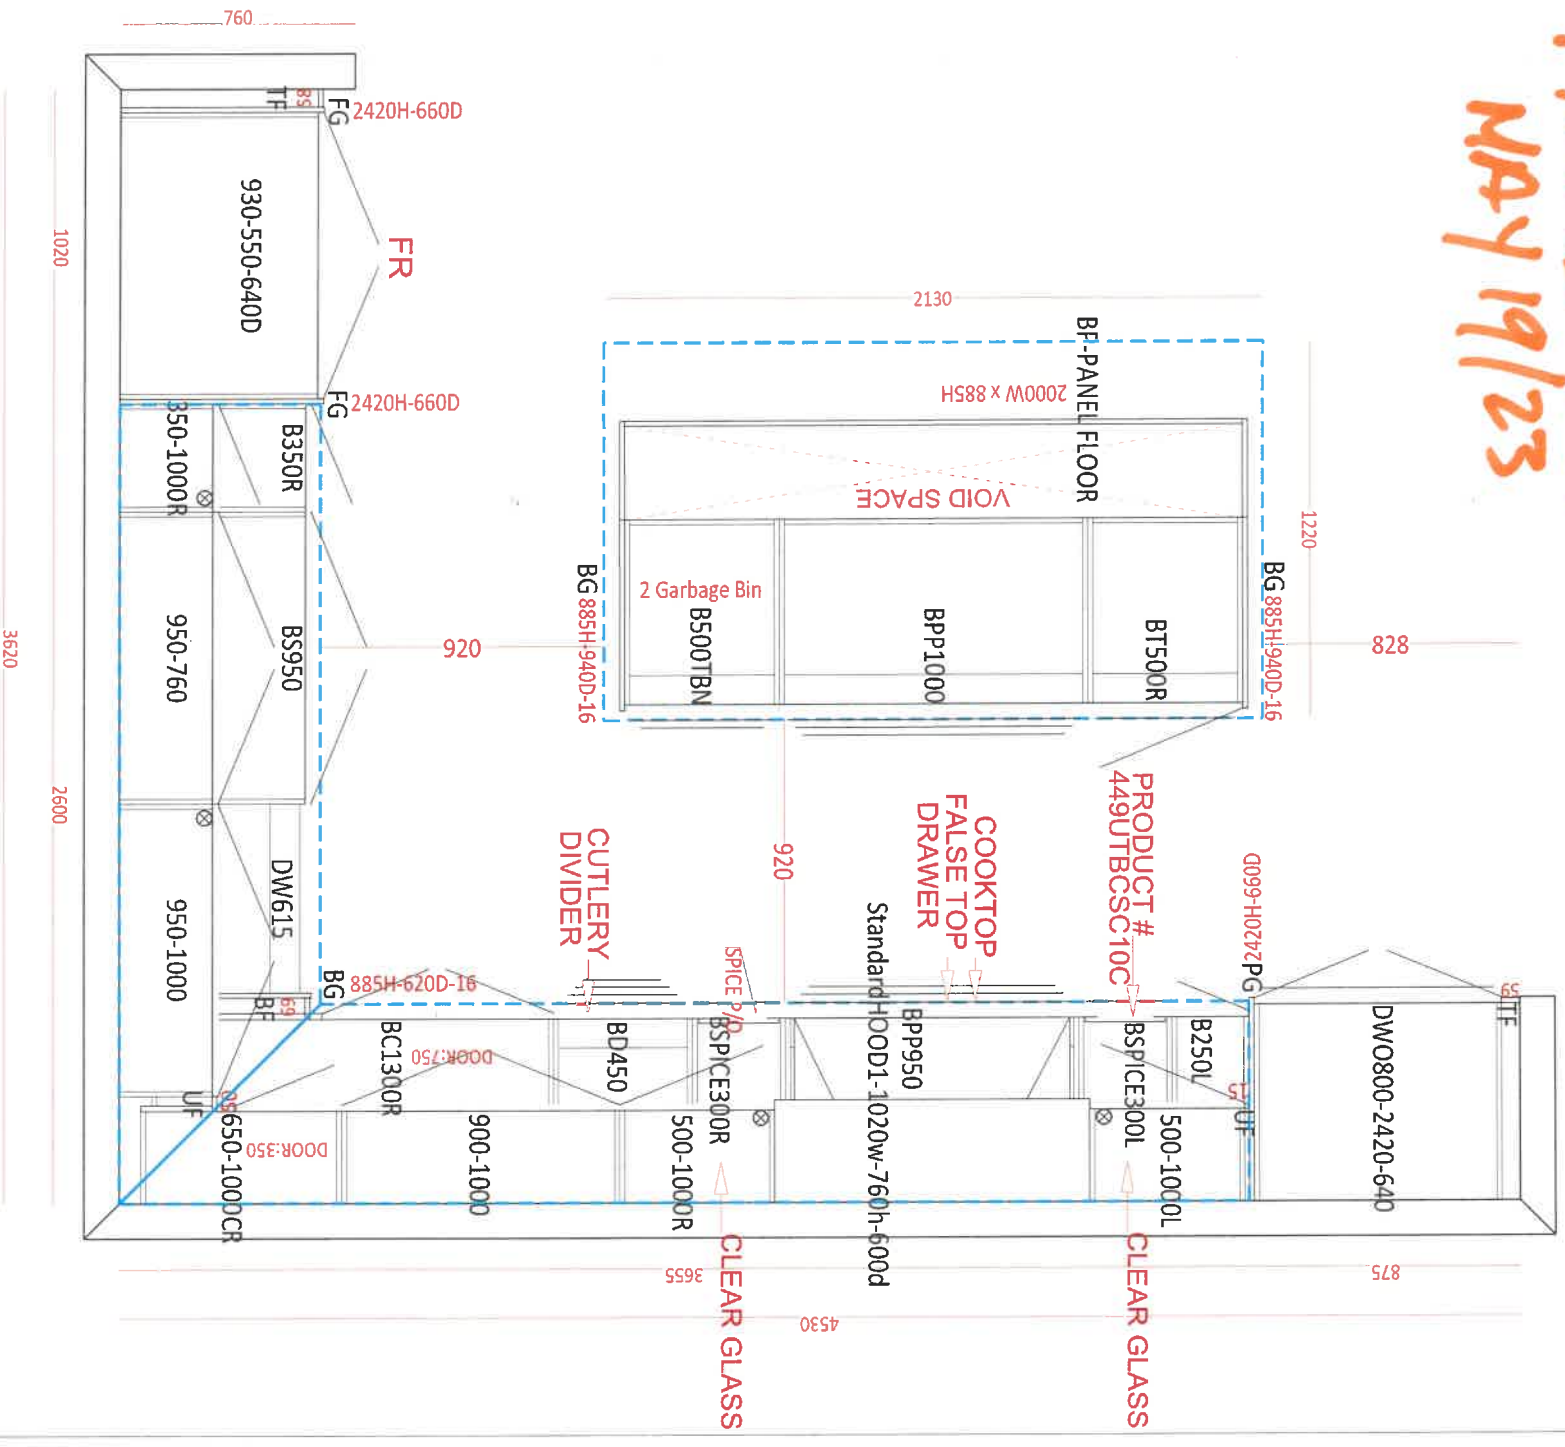 MAY 19/23
760
TF
58
FG 2420H-660D
930-550-640D
FR
1020
FG 2420H-660D
350-1000R
B350R
950-760
BS950
3620
2600
950-1000
DW615
BF
69
UF
BG 885H-620D-16
920
2130
BF-PANEL FLOOR
2000W x 885H
VOID SPACE
1220
2 Garbage Bin
B500TBN
BPP1000
BT500R
BG 885H-940D-16
BG 885H-940D-16
828
920
CUTLERY
DIVIDER
COOKTOP
FALSE TOP
DRAWER
PRODUCT #
449UTBCSC10C
2420H-660D
PG
SPICE P/O
BC1300R
DOOR:750
BD450
BSPICE300R
BPP950
StandardHOOD1-1020w-760h-600d
BSPICE300L
B250L
15
UF
59
TF
DWO800-2420-640
650-1000CR
DOOR:350
900-1000
500-1000R
500-1000L
CLEAR GLASS
CLEAR GLASS
3655
875
4530